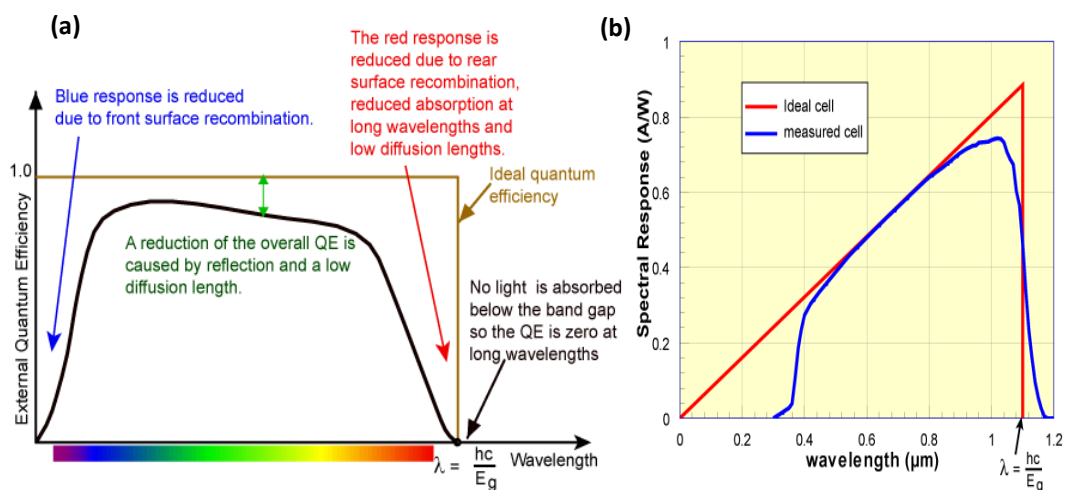 (a)
The red response is
reduced due to rear
surface recombination,
reduced absorption at
long wavelengths and
low diffusion lengths.
Blue response is reduced
due to front surface recombination.
1.0
Ideal quantum
efficiency
External Quantum Efficiency
A reduction of the overall QE is
caused by reflection and a low
diffusion length.
No light is absorbed
below the band gap
so the QE is zero at
long wavelengths
λ = hc
Eg
Wavelength
(b)
Spectral Response (A/W)
1
0.8
0.6
0.4
0.2
0
Ideal cell
measured cell
0 0.2 0.4 0.6 0.8 1 1.2
wavelength (µm)
λ = hc
Eg